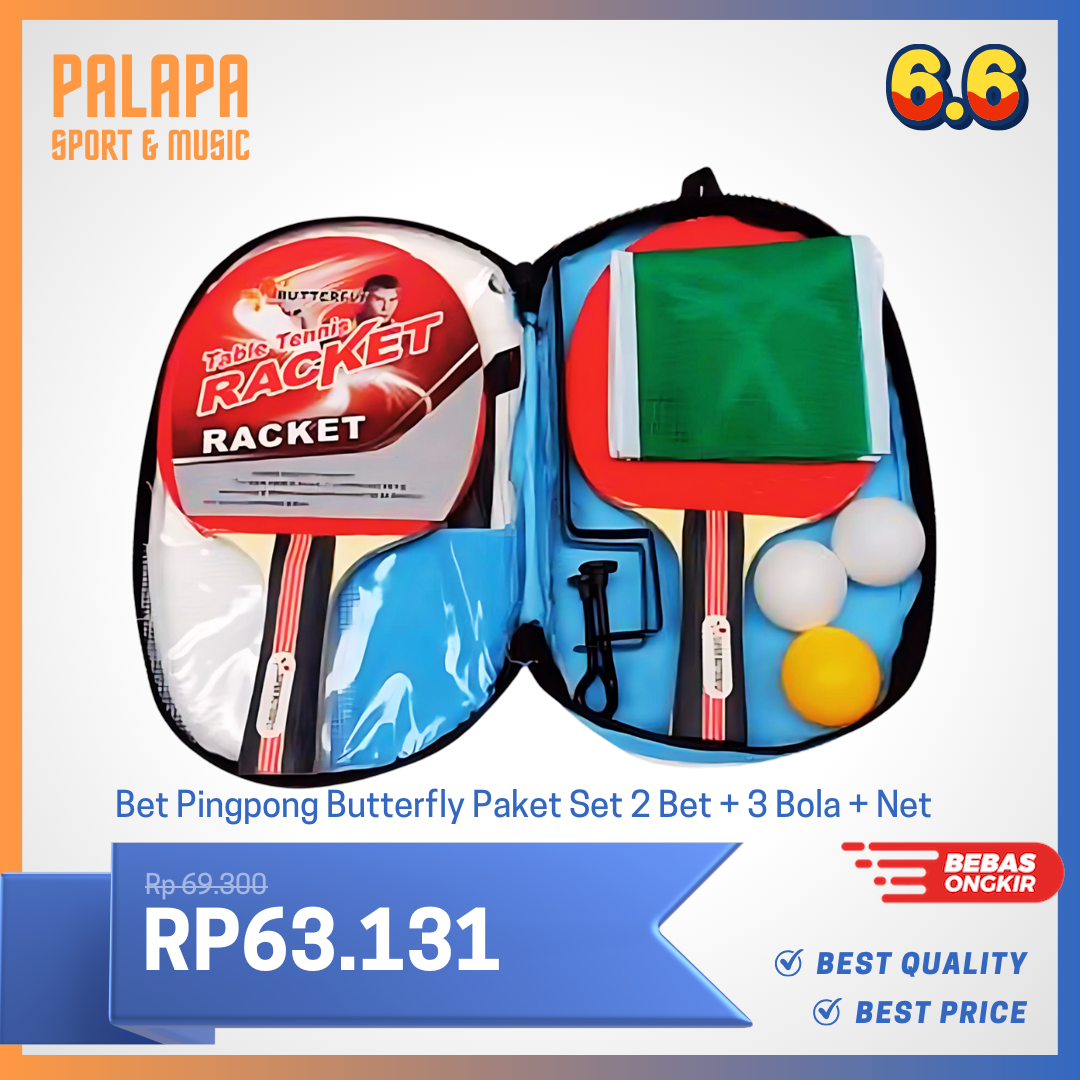 PALAPA
SPORT & MUSIC
6.6
BUTTERFLY
Table Tennis
RACKET
RACKET
Bet Pingpong Butterfly Paket Set 2 Bet + 3 Bola + Net
Rp 69.300
RP63.131
BEBAS
ONGKIR
BEST QUALITY
BEST PRICE